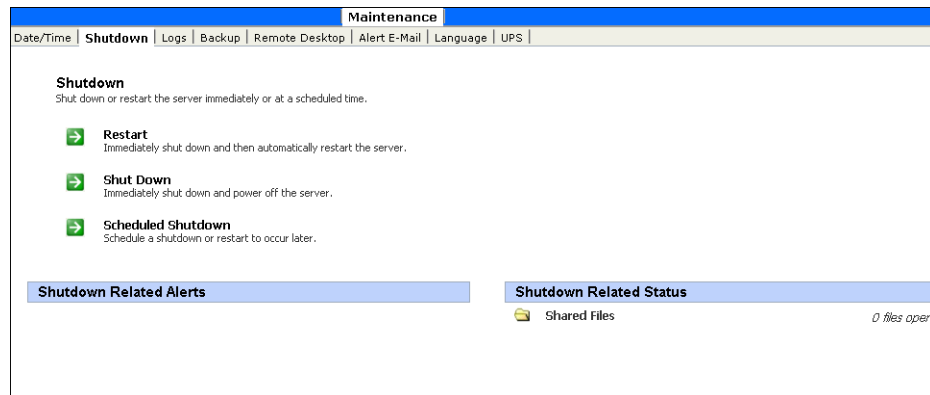 Maintenance
Date/Time | Shutdown | Logs | Backup | Remote Desktop | Alert E-Mail | Language | UPS |
Shutdown
Shut down or restart the server immediately or at a scheduled time.
Restart
Immediately shut down and then automatically restart the server.
Shut Down
Immediately shut down and power off the server.
Scheduled Shutdown
Schedule a shutdown or restart to occur later.
Shutdown Related Alerts
Shutdown Related Status
Shared Files
0 files oper